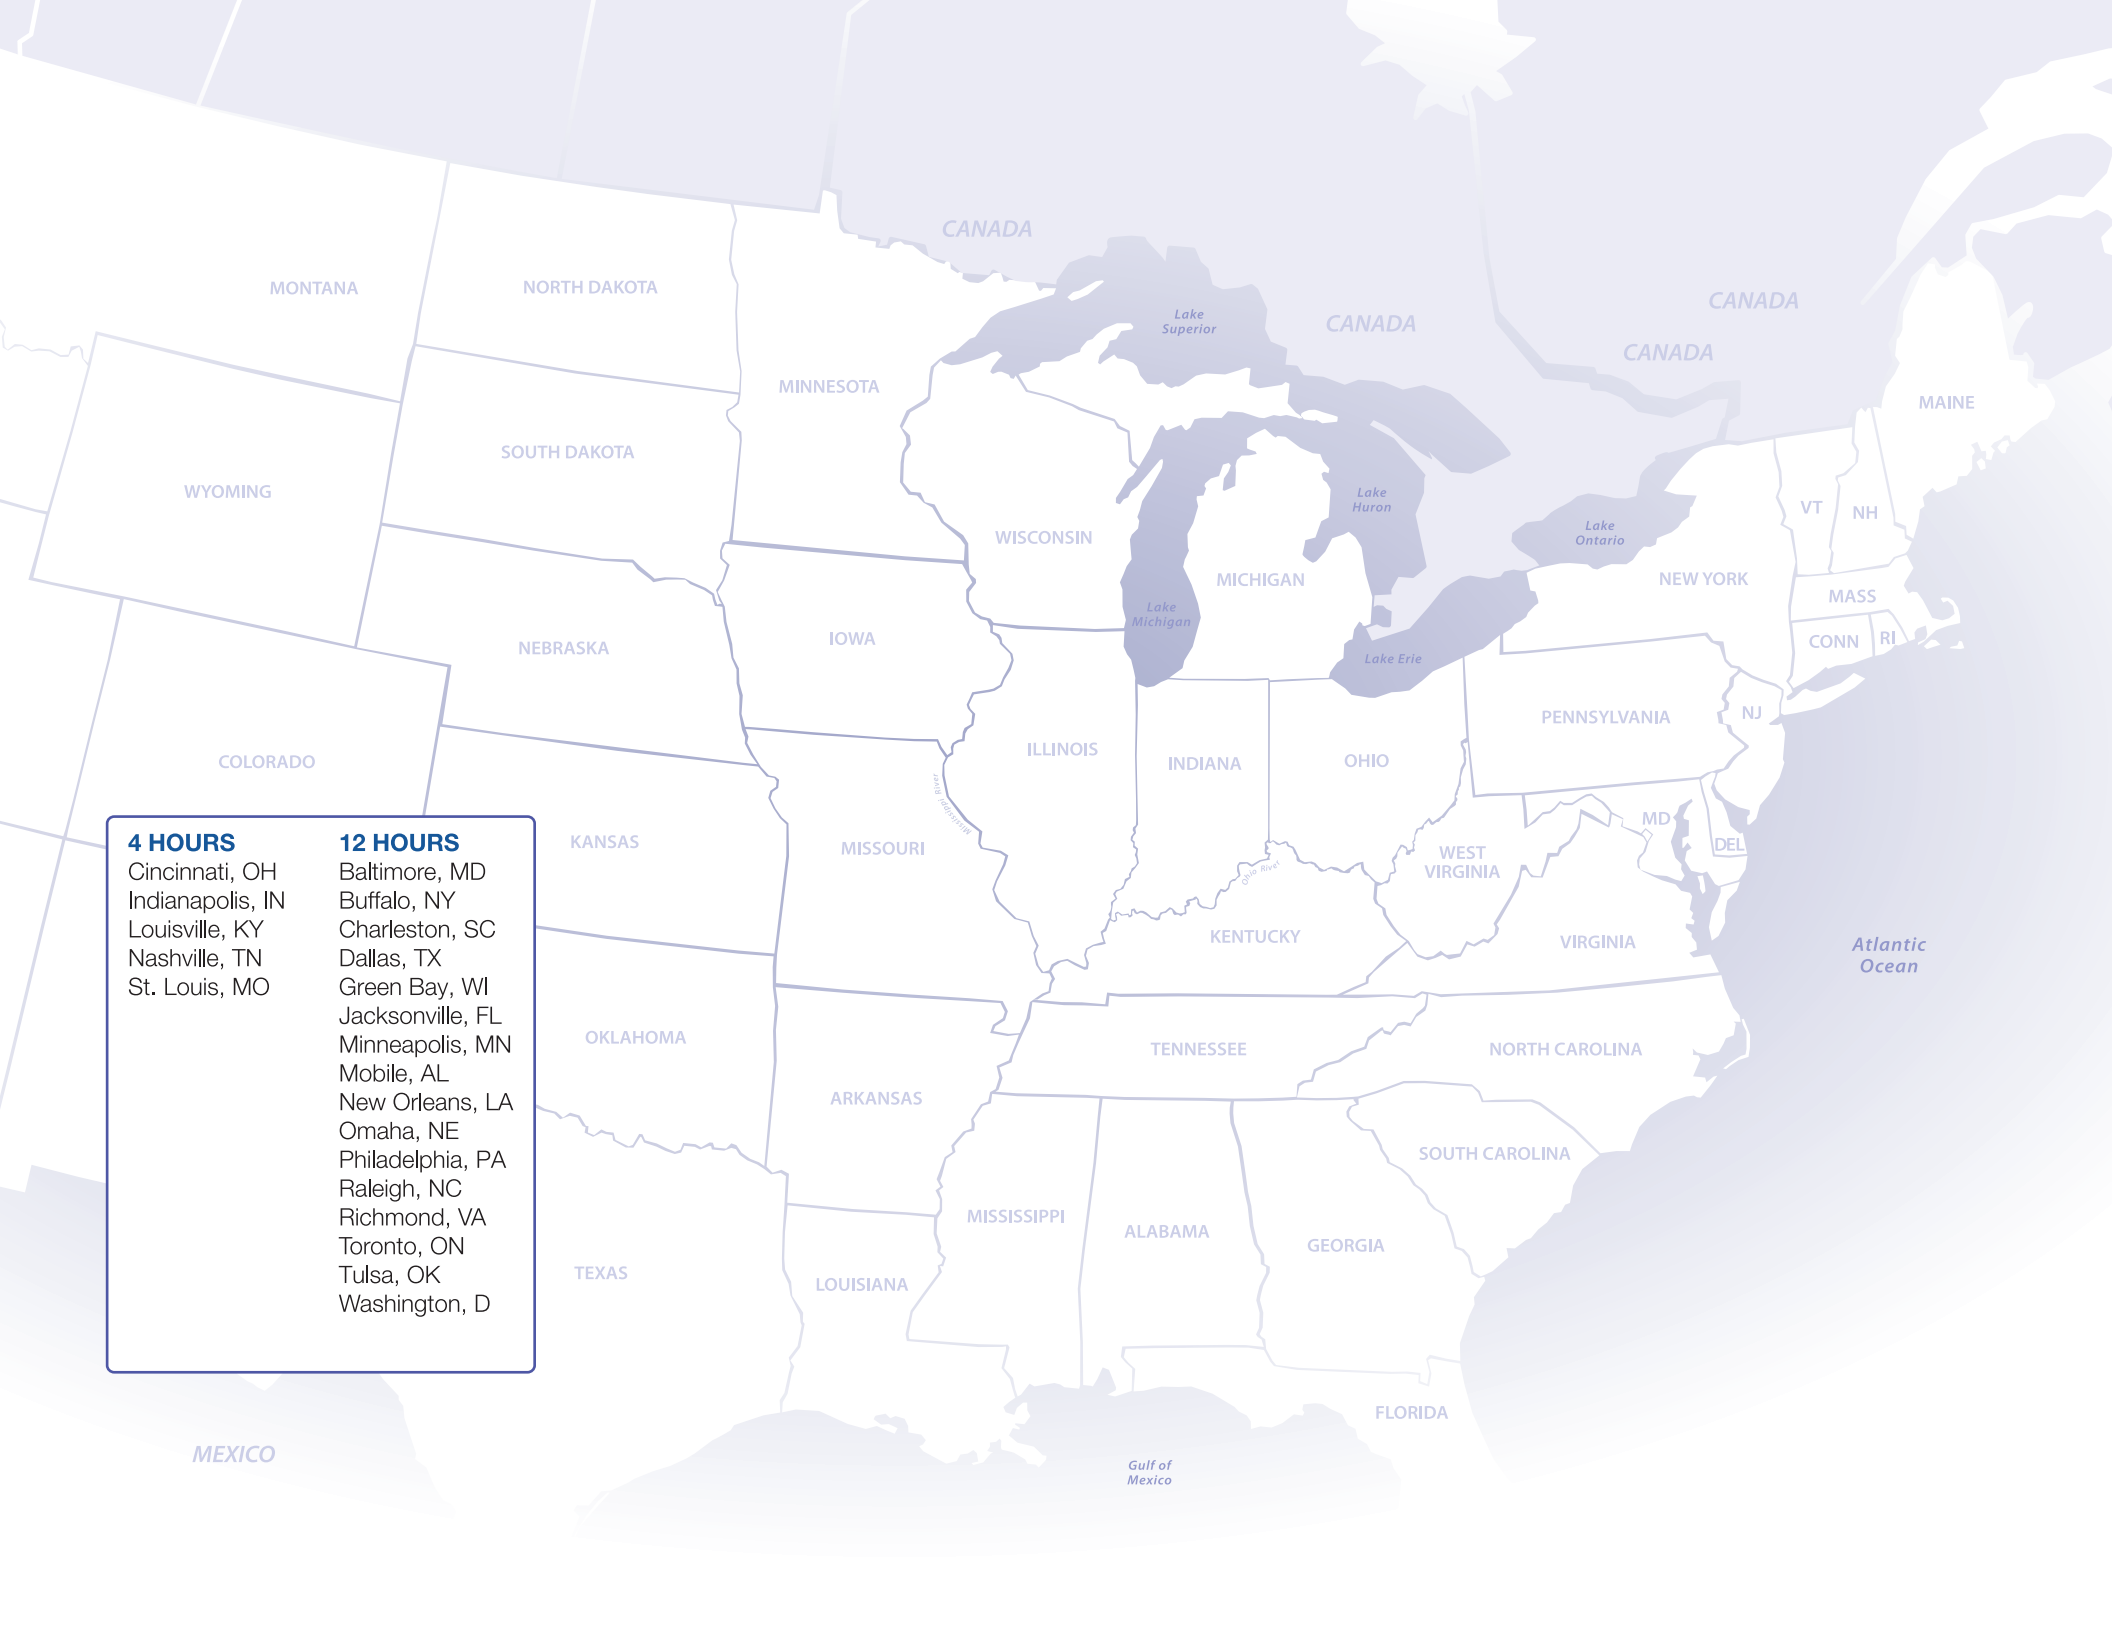 CANADA
MONTANA
NORTH DAKOTA
Lake
Superior
CANADA
CANADA
CANADA
MINNESOTA
MAINE
SOUTH DAKOTA
WYOMING
WISCONSIN
Lake
Huron
Lake
Ontario
VT
NH
MICHIGAN
NEW YORK
MASS
Lake
Michigan
IOWA
NEBRASKA
CONN
RI
Lake Erie
PENNSYLVANIA
NJ
ILLINOIS
INDIANA
OHIO
COLORADO
Mississippi River
KANSAS
MISSOURI
MD
DEL
WEST
VIRGINIA
Ohio River
KENTUCKY
VIRGINIA
Atlantic
Ocean
4 HOURS
Cincinnati, OH
Indianapolis, IN
Louisville, KY
Nashville, TN
St. Louis, MO
12 HOURS
Baltimore, MD
Buffalo, NY
Charleston, SC
Dallas, TX
Green Bay, WI
Jacksonville, FL
Minneapolis, MN
Mobile, AL
New Orleans, LA
Omaha, NE
Philadelphia, PA
Raleigh, NC
Richmond, VA
Toronto, ON
Tulsa, OK
Washington, D
OKLAHOMA
TENNESSEE
NORTH CAROLINA
ARKANSAS
SOUTH CAROLINA
MISSISSIPPI
ALABAMA
GEORGIA
TEXAS
LOUISIANA
FLORIDA
MEXICO
Gulf of
Mexico